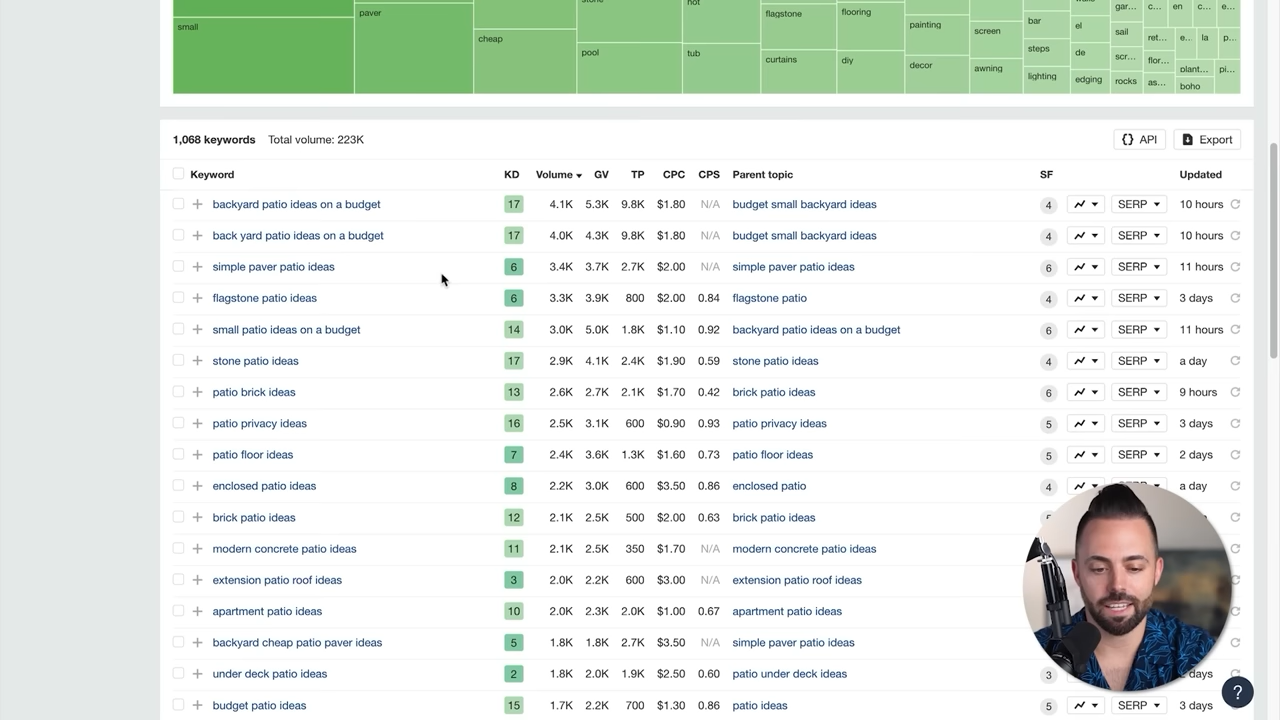 small
paver
cheap
pool
hot
tub
flagstone
curtains
flooring
diy
painting
decor
screen
awning
bar
steps
lighting
el
de
edging
gar...
sail
scr...
rocks
c...
ret...
flor...
as...
en
e...
plant...
boho
c...
la
e...
p...
pi...
1,068 keywords Total volume: 223K API Export
Keyword KD Volume GV TP CPC CPS Parent topic SF Updated
backyard patio ideas on a budget 17 4.1K 5.3K 9.8K $1.80 N/A budget small backyard ideas 4 SERP 10 hours
back yard patio ideas on a budget 17 4.0K 4.3K 9.8K $1.80 N/A budget small backyard ideas 4 SERP 10 hours
simple paver patio ideas 6 3.4K 3.7K 2.7K $2.00 N/A simple paver patio ideas 6 SERP 11 hours
flagstone patio ideas 6 3.3K 3.9K 800 $2.00 0.84 flagstone patio 4 SERP 3 days
small patio ideas on a budget 14 3.0K 5.0K 1.8K $1.10 0.92 backyard patio ideas on a budget 6 SERP 11 hours
stone patio ideas 17 2.9K 4.1K 2.4K $1.90 0.59 stone patio ideas 4 SERP a day
patio brick ideas 13 2.6K 2.7K 2.1K $1.70 0.42 brick patio ideas 6 SERP 9 hours
patio privacy ideas 16 2.5K 3.1K 600 $0.90 0.93 patio privacy ideas 5 SERP 3 days
patio floor ideas 7 2.4K 3.6K 1.3K $1.60 0.73 patio floor ideas 5 SERP 2 days
enclosed patio ideas 8 2.2K 3.0K 600 $3.50 0.86 enclosed patio 4 SERP a day
brick patio ideas 12 2.1K 2.5K 500 $2.00 0.63 brick patio ideas
modern concrete patio ideas 11 2.1K 2.5K 350 $1.70 N/A modern concrete patio ideas
extension patio roof ideas 3 2.0K 2.2K 600 $3.00 N/A extension patio roof ideas
apartment patio ideas 10 2.0K 2.3K 2.0K $1.00 0.67 apartment patio ideas
backyard cheap patio paver ideas 5 1.8K 1.8K 2.7K $3.50 N/A simple paver patio ideas
under deck patio ideas 2 1.8K 2.0K 1.9K $2.50 0.60 patio under deck ideas 3 days
budget patio ideas 15 1.7K 2.2K 700 $1.30 0.86 patio ideas 5 SERP 3 days
?